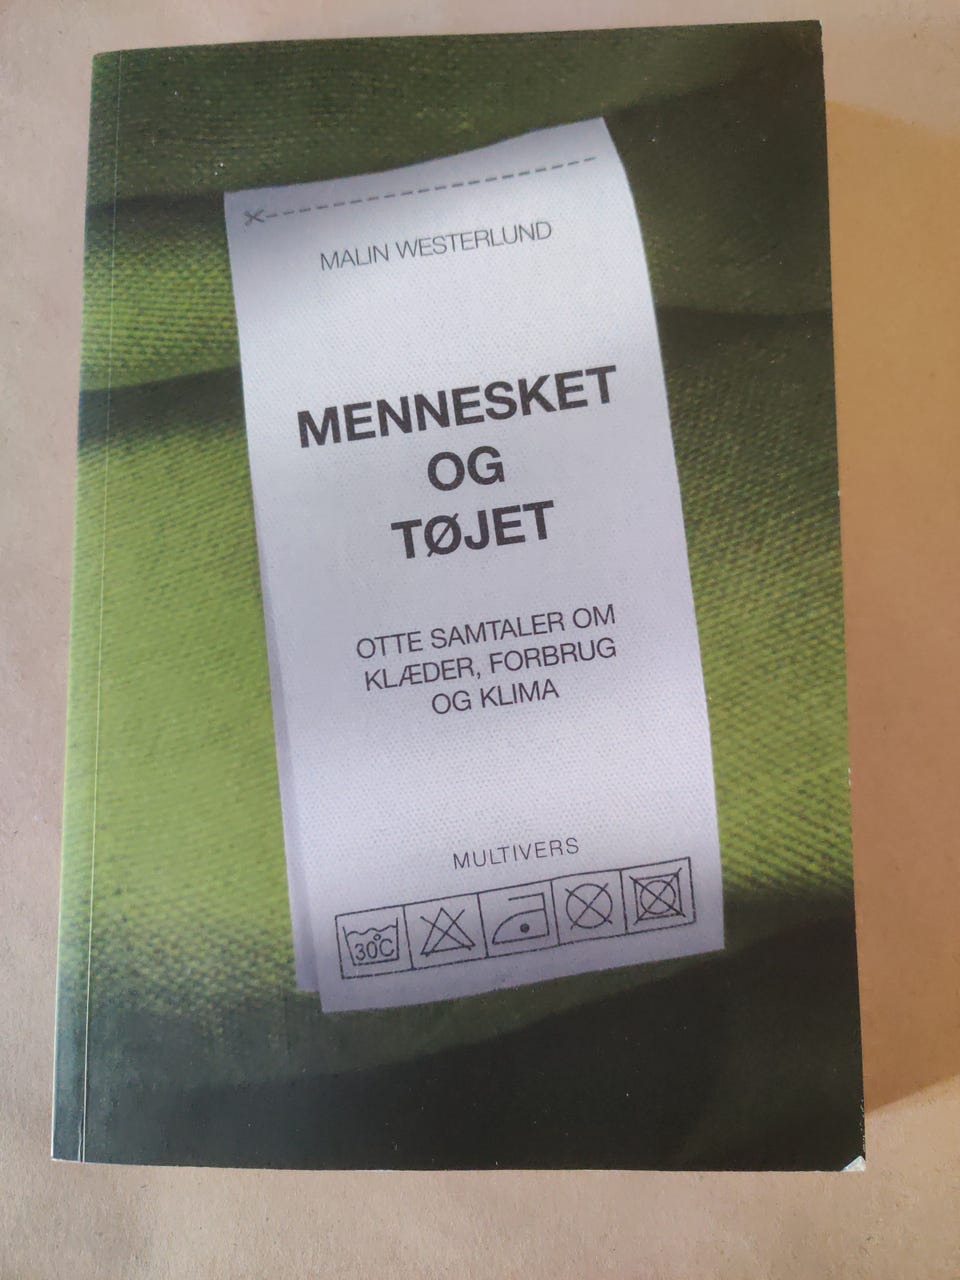 MALIN WESTERLUND
MENNESKET
OG
TØJET
OTTE SAMTALER OM
KLÆDER, FORBRUG
OG KLIMA
MULTIVERS
30°C